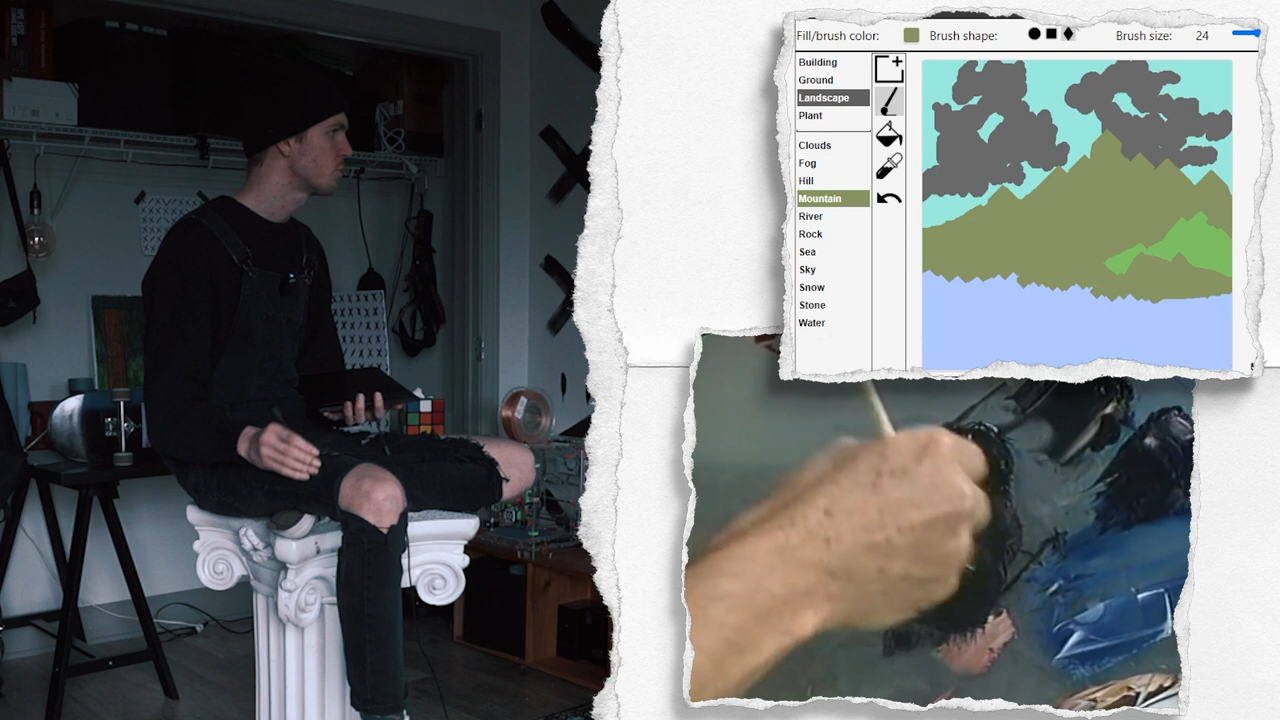 Fill/brush color: Brush shape: Brush size: 24
Building
Ground
Landscape
Plant
Clouds
Fog
Hill
Mountain
River
Rock
Sea
Sky
Snow
Stone
Water